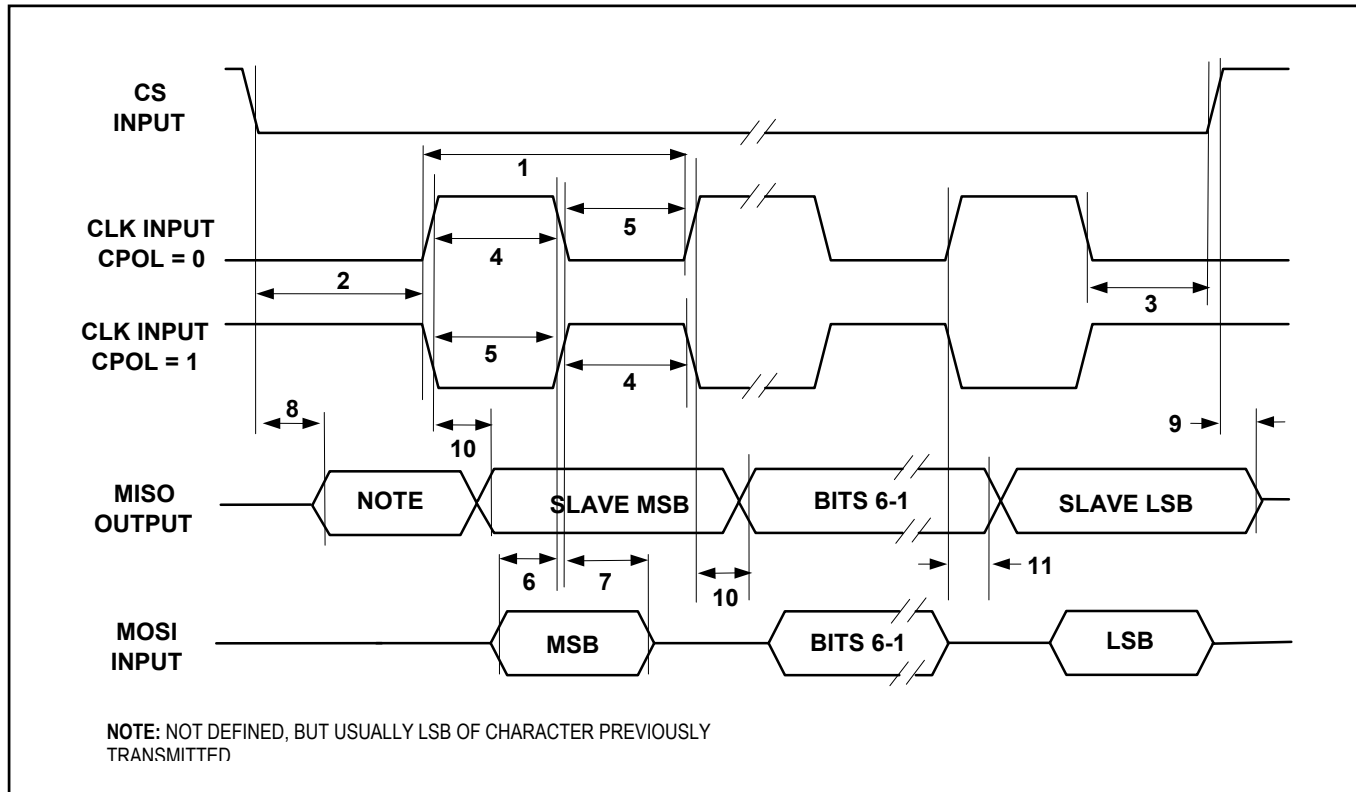 CS
INPUT
1
CLK INPUT
CPOL = 0
5
4
2
3
CLK INPUT
CPOL = 1
5
4
8
9
10
MISO
OUTPUT
NOTE
SLAVE MSB
BITS 6-1
SLAVE LSB
6
7
10
11
MOSI
INPUT
MSB
BITS 6-1
LSB
NOTE: NOT DEFINED, BUT USUALLY LSB OF CHARACTER PREVIOUSLY
TRANSMITTED